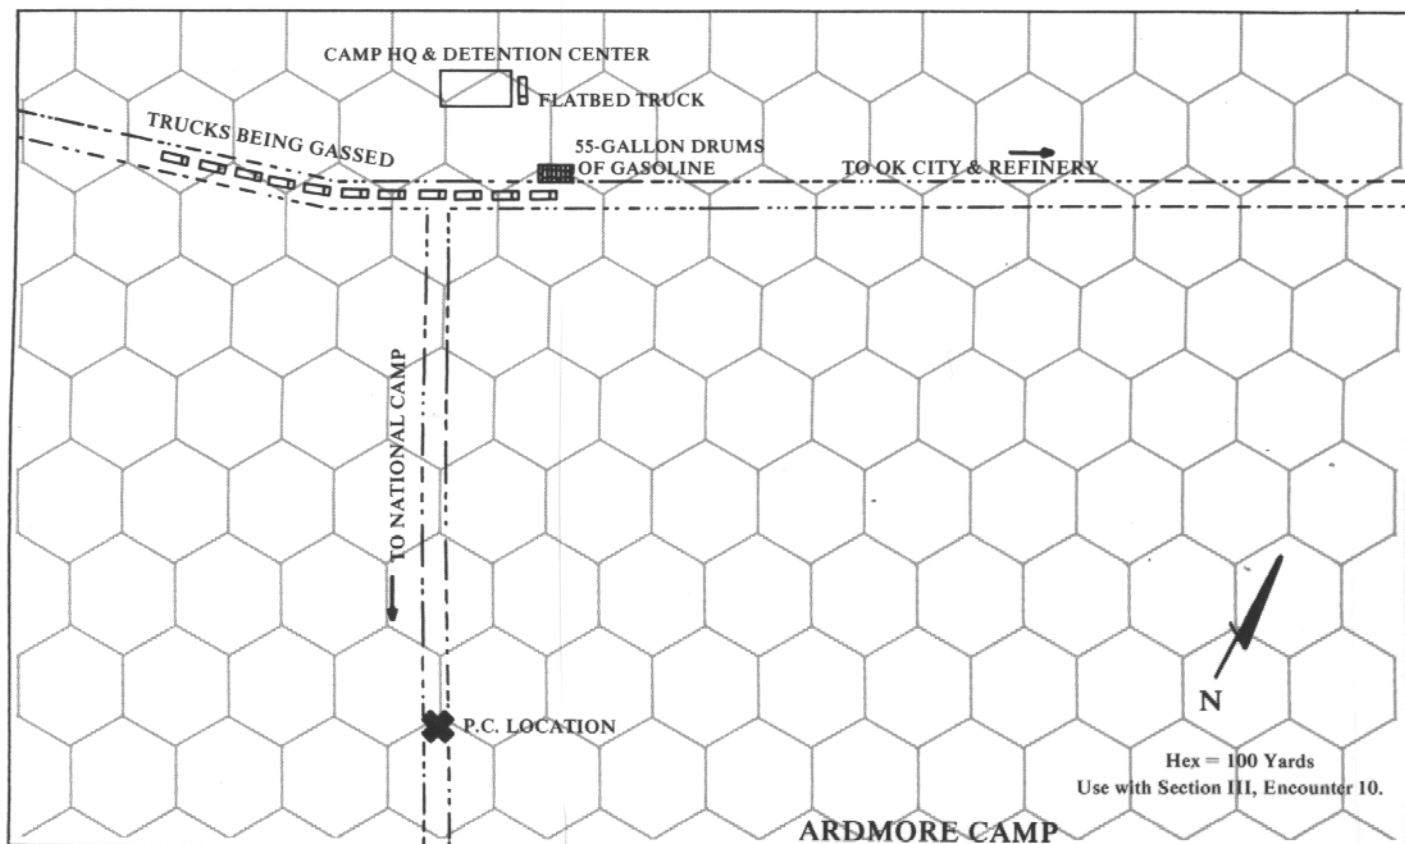 CAMP HQ & DETENTION CENTER
FLATBED TRUCK
TRUCKS BEING GASSED
55-GALLON DRUMS
OF GASOLINE
TO OK CITY & REFINERY
TO NATIONAL CAMP
P.C. LOCATION
N
Hex = 100 Yards
Use with Section III, Encounter 10.
ARDMORE CAMP